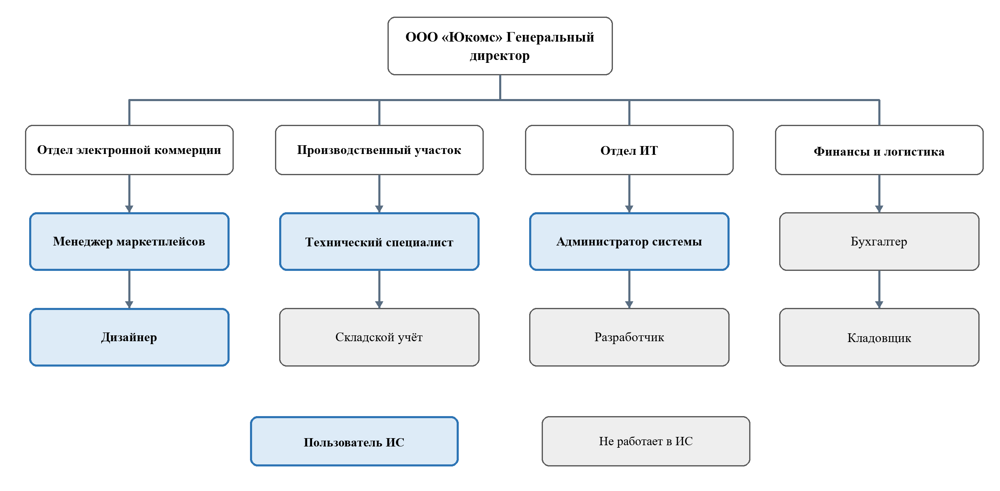 ООО «Юкомс» Генеральный
директор
Отдел электронной коммерции
Производственный участок
Отдел ИТ
Финансы и логистика
Менеджер маркетплейсов
Технический специалист
Администратор системы
Бухгалтер
Дизайнер
Складской учёт
Разработчик
Кладовщик
Пользователь ИС
Не работает в ИС